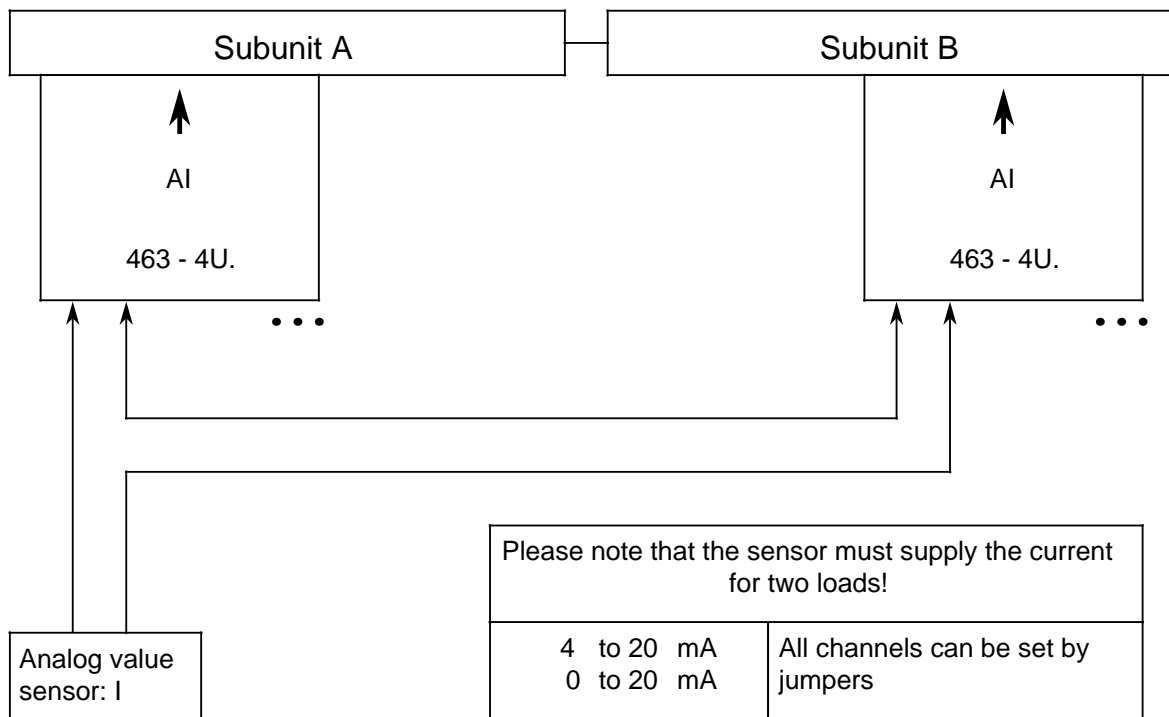 Subunit A
Subunit B
AI
AI
463 - 4U.
463 - 4U.
Please note that the sensor must supply the current
for two loads!
Analog value
sensor: I
4 to 20 mA
0 to 20 mA
All channels can be set by
jumpers